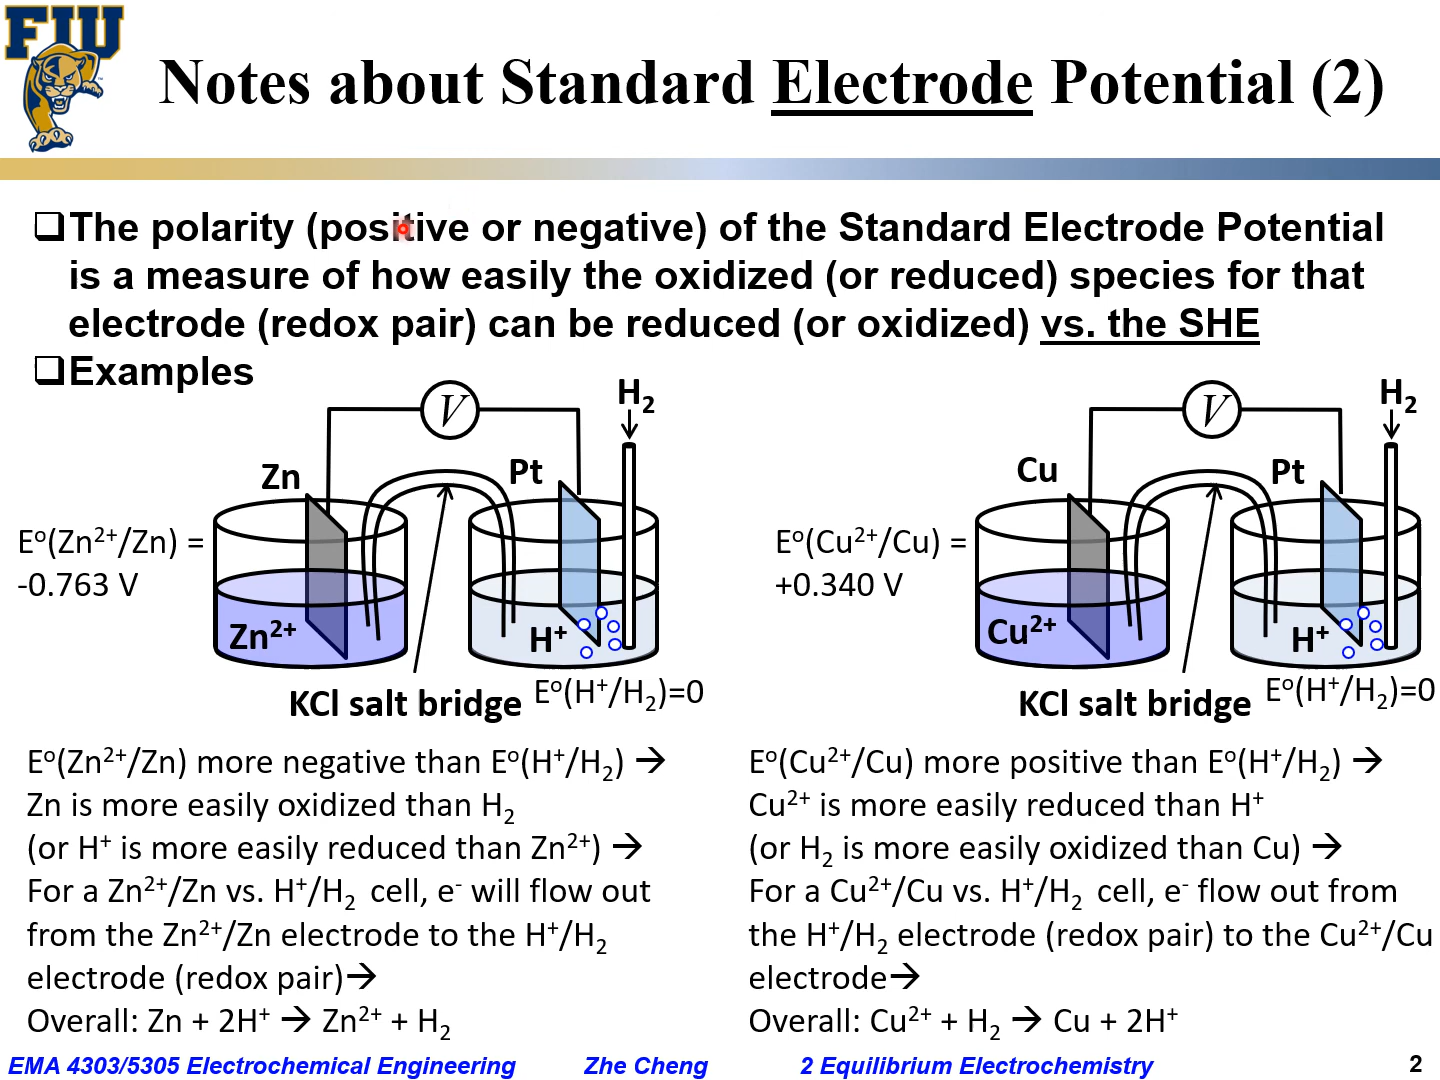 FIU
Notes about Standard Electrode Potential (2)
❑The polarity (positive or negative) of the Standard Electrode Potential
is a measure of how easily the oxidized (or reduced) species for that
electrode (redox pair) can be reduced (or oxidized) vs. the SHE
❑Examples
V
H₂
Zn
Pt
Eᵒ(Zn²⁺/Zn) =
-0.763 V
Zn²⁺
H⁺
KCl salt bridge
Eᵒ(H⁺/H₂)=0
V
H₂
Cu
Pt
Eᵒ(Cu²⁺/Cu) =
+0.340 V
Cu²⁺
H⁺
KCl salt bridge
Eᵒ(H⁺/H₂)=0
Eᵒ(Zn²⁺/Zn) more negative than Eᵒ(H⁺/H₂) →
Zn is more easily oxidized than H₂
(or H⁺ is more easily reduced than Zn²⁺) →
For a Zn²⁺/Zn vs. H⁺/H₂ cell, e⁻ will flow out
from the Zn²⁺/Zn electrode to the H⁺/H₂
electrode (redox pair)→
Overall: Zn + 2H⁺ → Zn²⁺ + H₂
Eᵒ(Cu²⁺/Cu) more positive than Eᵒ(H⁺/H₂) →
Cu²⁺ is more easily reduced than H⁺
(or H₂ is more easily oxidized than Cu) →
For a Cu²⁺/Cu vs. H⁺/H₂ cell, e⁻ flow out from
the H⁺/H₂ electrode (redox pair) to the Cu²⁺/Cu
electrode→
Overall: Cu²⁺ + H₂ → Cu + 2H⁺
EMA 4303/5305 Electrochemical Engineering Zhe Cheng 2 Equilibrium Electrochemistry 2